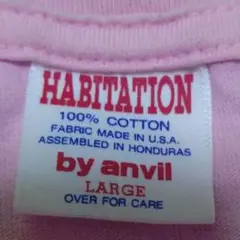 HABITATION
100% COTTON
FABRIC MADE IN U.S.A.
ASSEMBLED IN HONDURAS
by anvil
LARGE
OVER FOR CARE